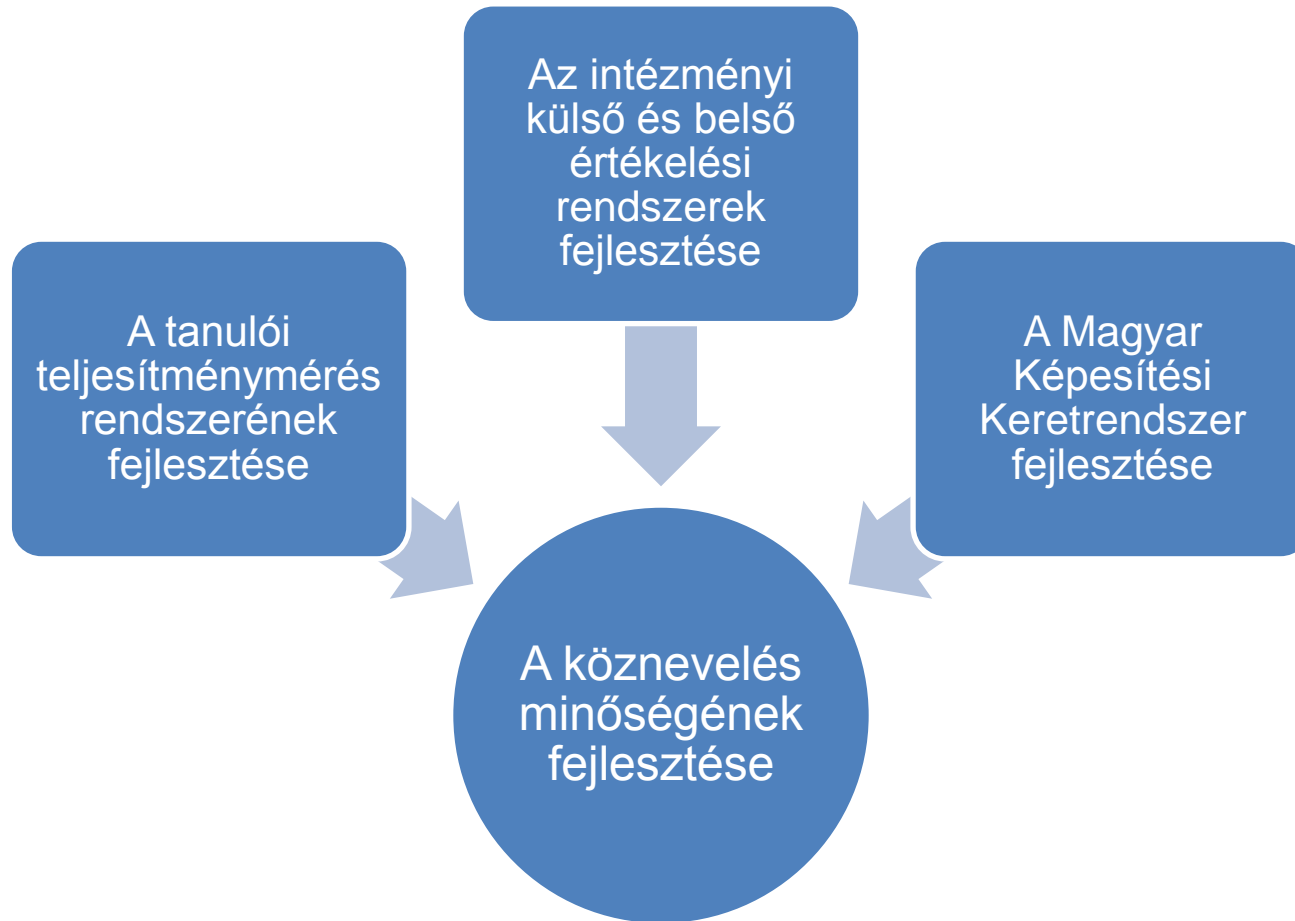 Az intézményi
külső és belső
értékelési
rendszerek
fejlesztése
A tanulói
teljesítménymérés
rendszerének
fejlesztése
A Magyar
Képesítési
Keretrendszer
fejlesztése
A köznevelés
minőségének
fejlesztése